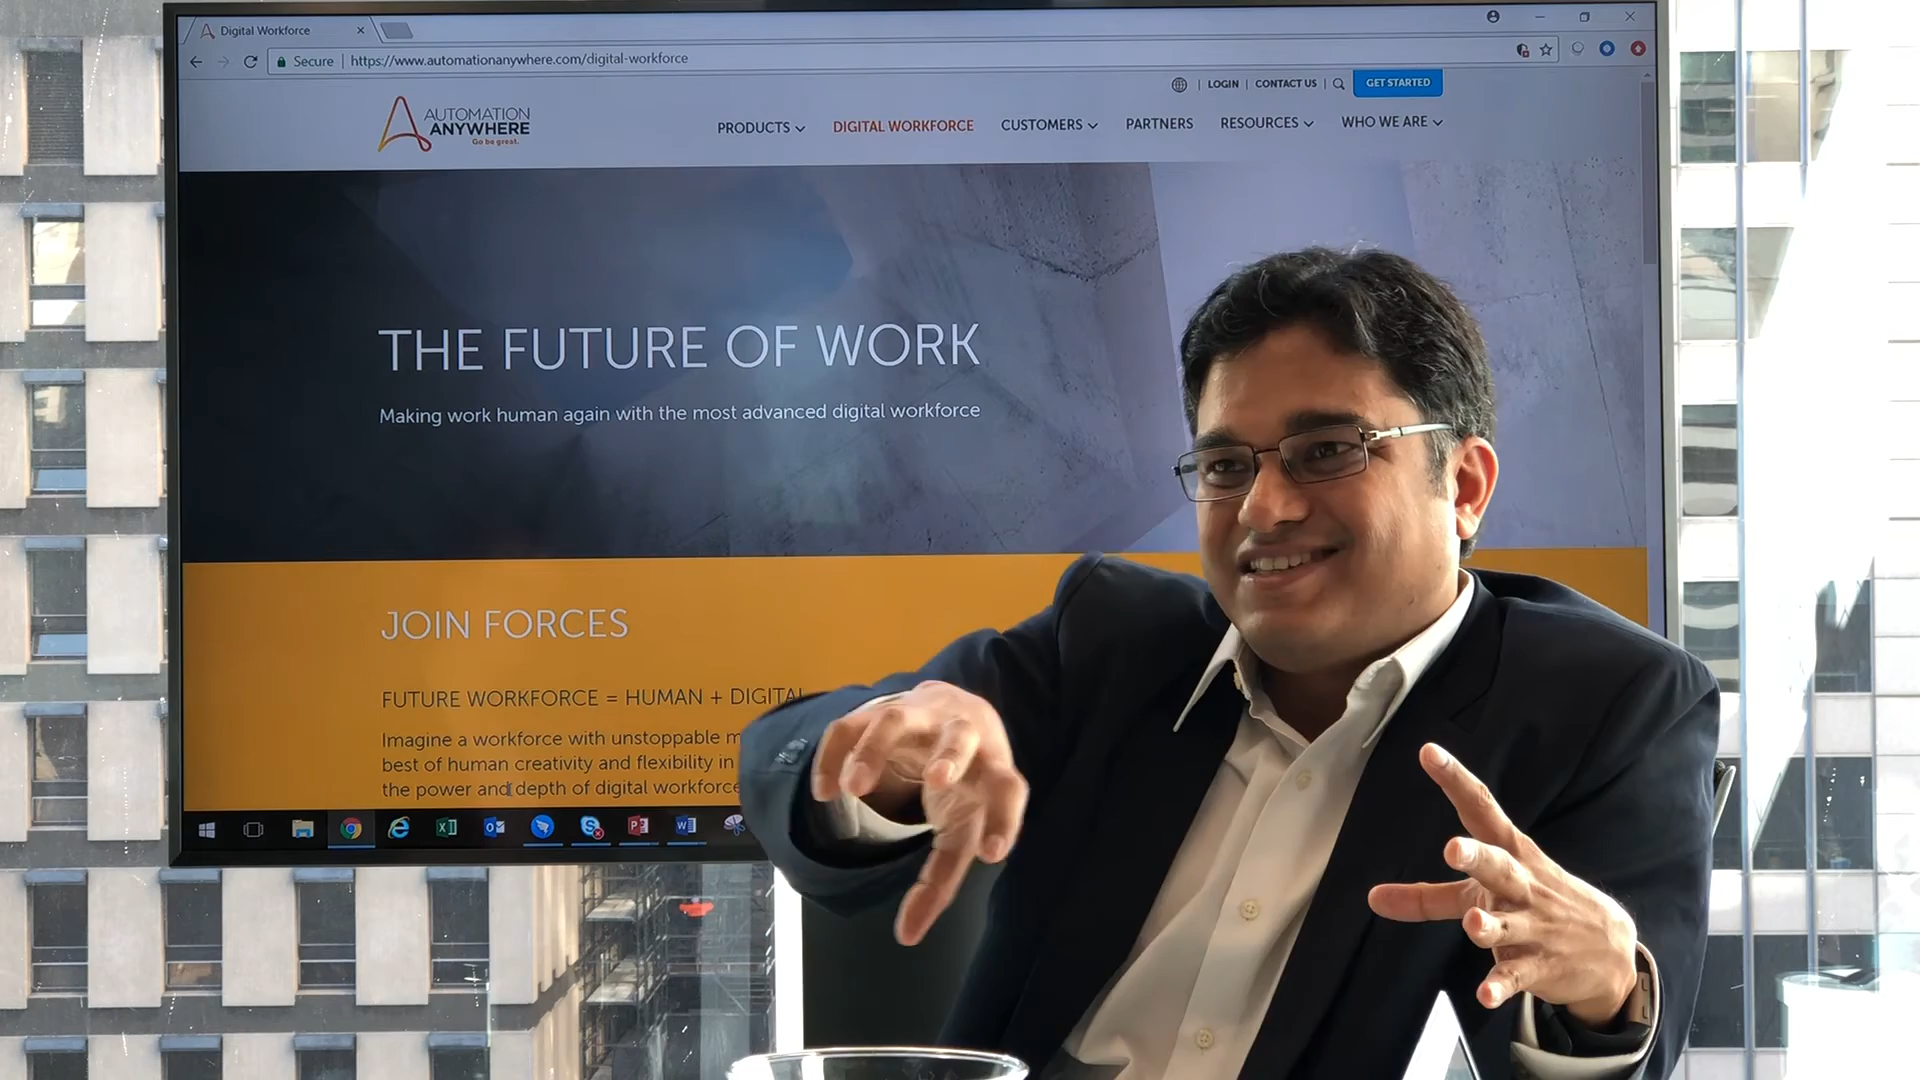 Digital Workforce
Secure | https://www.automationanywhere.com/digital-workforce
LOGIN | CONTACT US | GET STARTED
AUTOMATION
ANYWHERE
Go be great.
PRODUCTS DIGITAL WORKFORCE CUSTOMERS PARTNERS RESOURCES WHO WE ARE
THE FUTURE OF WORK
Making work human again with the most advanced digital workforce
JOIN FORCES
FUTURE WORKFORCE = HUMAN + DIGITAL
Imagine a workforce with unstoppable
best of human creativity and flexibility in
the power and depth of digital workforce